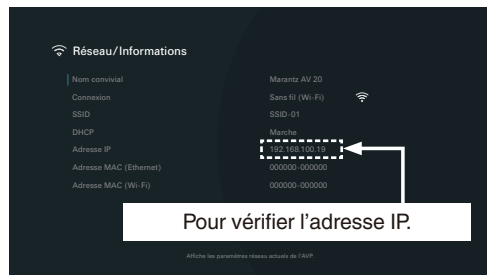 Réseau/Informations
Nom convivial Marantz AV 20
Connexion Sans fil (Wi-Fi)
SSID SSID-01
DHCP Marche
Adresse IP 192.168.100.19
Adresse MAC (Ethernet) 000000-000000
Adresse MAC (Wi-Fi) 000000-000000
Pour vérifier l’adresse IP.
Affiche les paramètres réseau actuels de l'AVP.